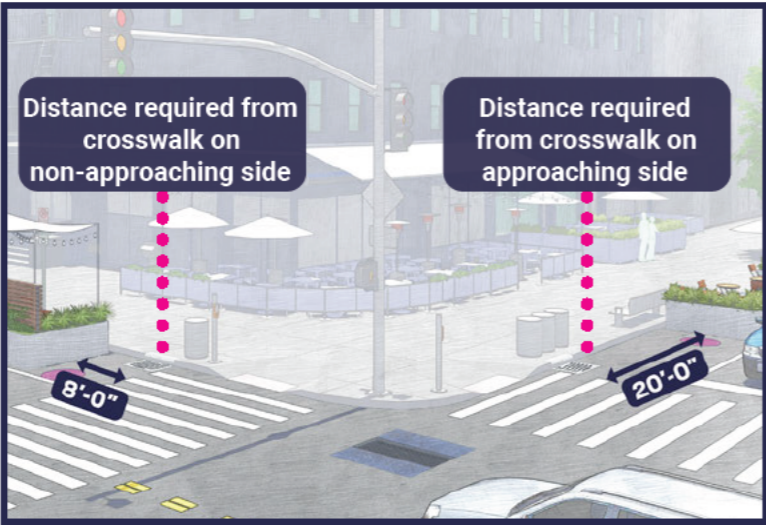 Distance required from
crosswalk on
non-approaching side
Distance required
from crosswalk on
approaching side
8'-0"
20'-0"